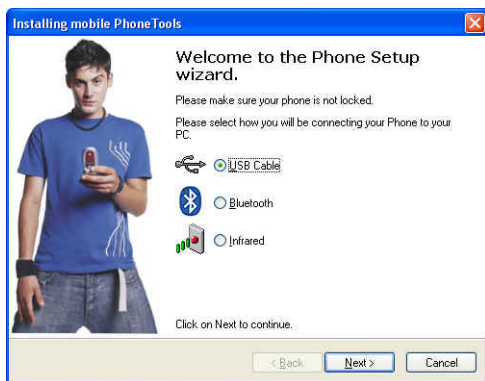 Installing mobile PhoneTools
Welcome to the Phone Setup
wizard.
Please make sure your phone is not locked.
Please select how you will be connecting your Phone to your
PC.
USB Cable
Bluetooth
Infrared
Click on Next to continue.
< Back
Next >
Cancel